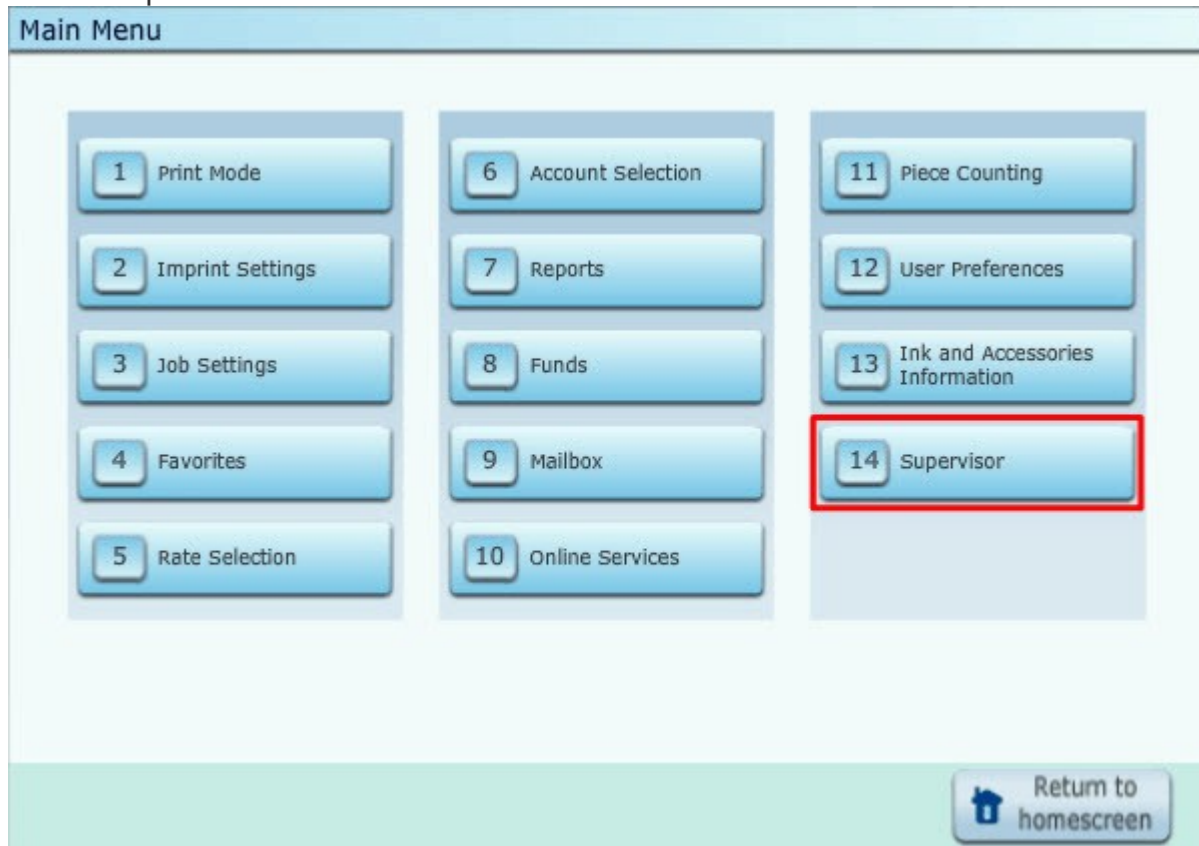 Main Menu
1 Print Mode
2 Imprint Settings
3 Job Settings
4 Favorites
5 Rate Selection
6 Account Selection
7 Reports
8 Funds
9 Mailbox
10 Online Services
11 Piece Counting
12 User Preferences
13 Ink and Accessories
Information
14 Supervisor
Return to
homescreen